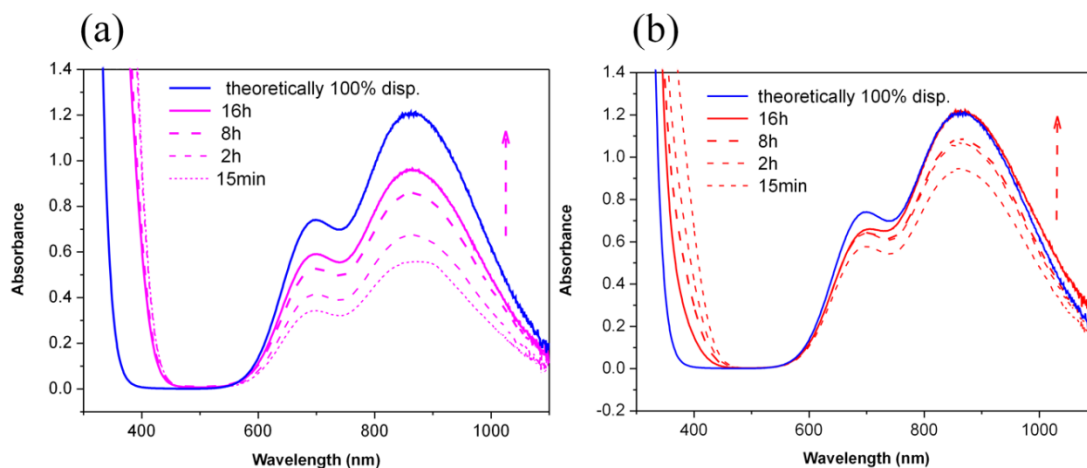 (a)
1.4
1.2
1.0
0.8
0.6
0.4
0.2
0.0
Absorbance
theoretically 100% disp.
16h
8h
2h
15min
400 600 800 1000
Wavelength (nm)
(b)
1.4
1.2
1.0
0.8
0.6
0.4
0.2
0.0
-0.2
Absorbance
theoretically 100% disp.
16h
8h
2h
15min
400 600 800 1000
Wavelength (nm)